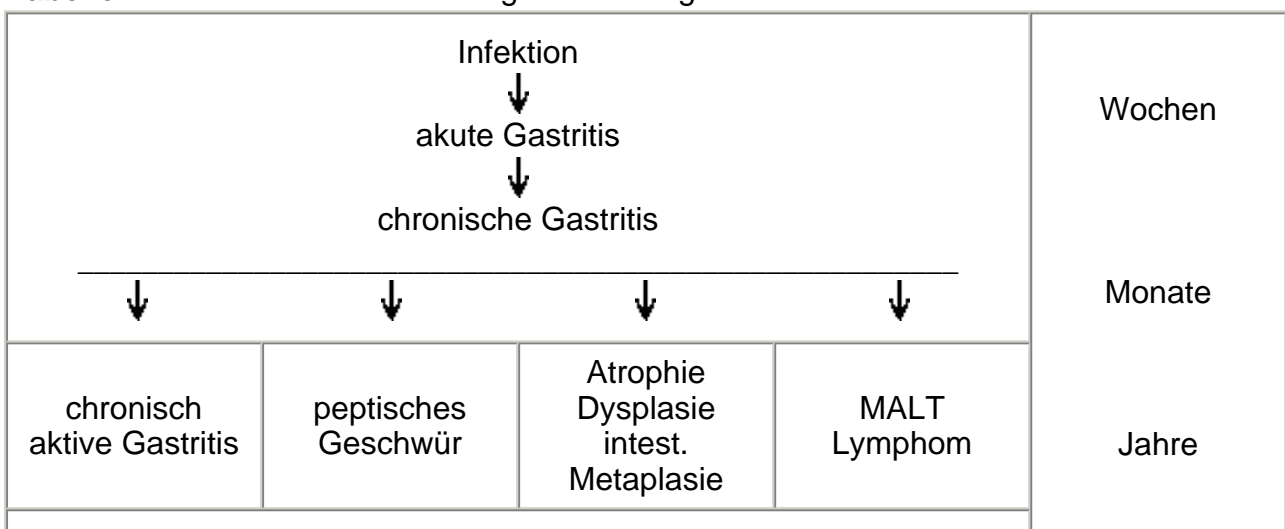 Infektion
akute Gastritis
chronische Gastritis
Wochen
Monate
chronisch
aktive Gastritis
peptisches
Geschwür
Atrophie
Dysplasie
intest.
Metaplasie
MALT
Lymphom
Jahre